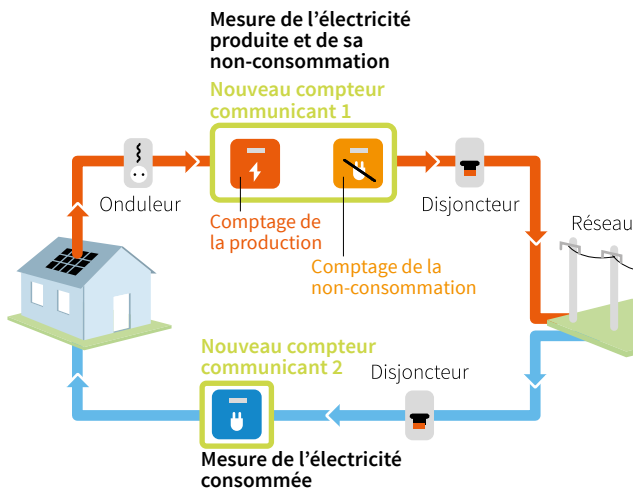 Mesure de l’électricité
produite et de sa
non-consommation
Nouveau compteur
communicant 1
Onduleur
Disjoncteur
Réseau
Comptage de
la production
Comptage de la
non-consommation
Nouveau compteur
communicant 2
Disjoncteur
Mesure de l’électricité
consommée